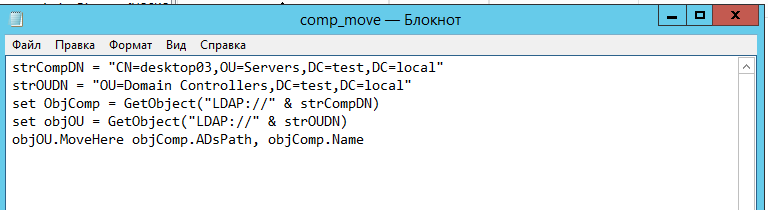 comp_move — Блокнот
Файл Правка Формат Вид Справка
strCompDN = "CN=desktop03,OU=Servers,DC=test,DC=local"
strOUDN = "OU=Domain Controllers,DC=test,DC=local"
set ObjComp = GetObject("LDAP://" & strCompDN)
set objOU = GetObject("LDAP://" & strOUDN)
objOU.MoveHere objComp.ADsPath, objComp.Name